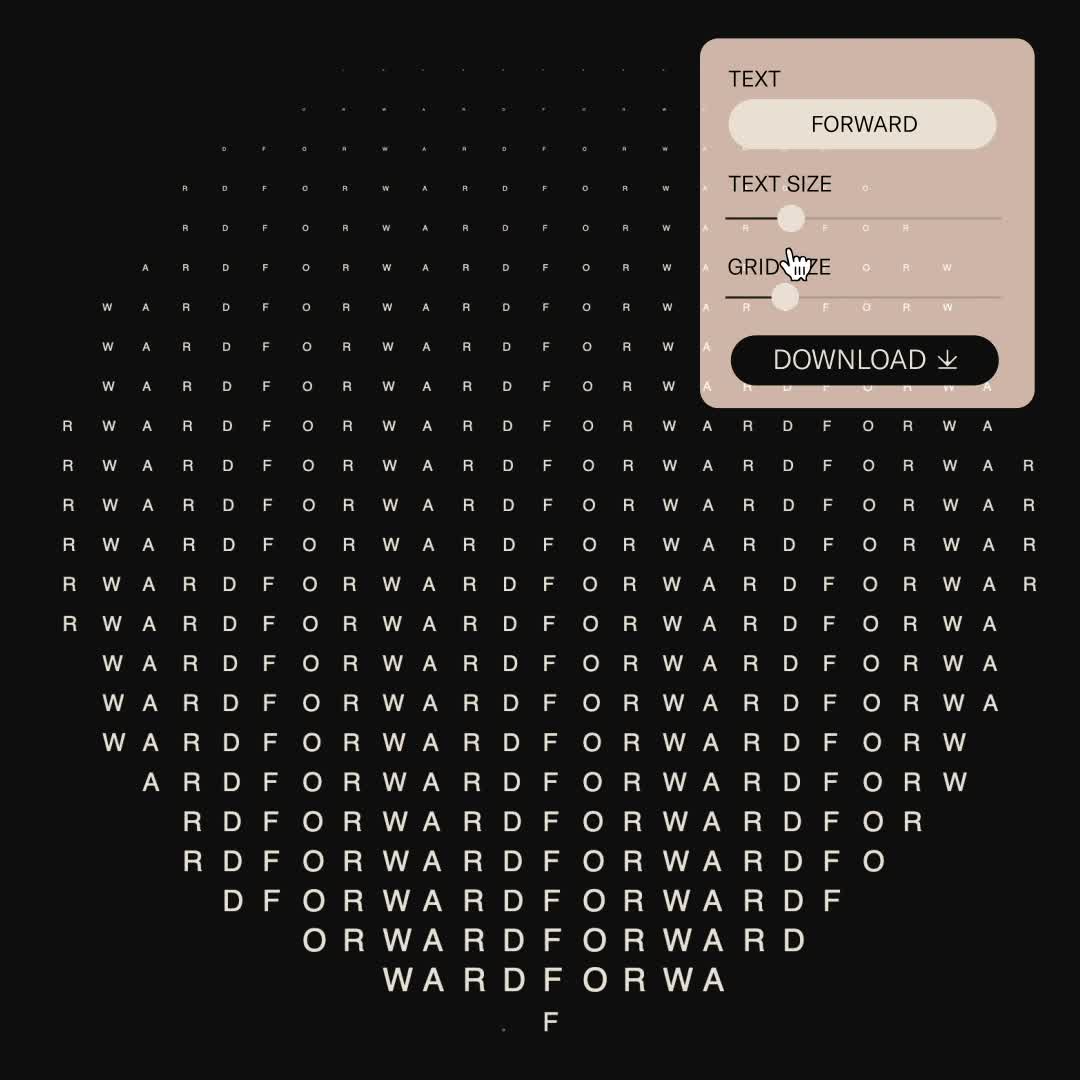 TEXT
FORWARD
TEXT SIZE
GRID SIZE
DOWNLOAD
D F O R W A R D F O R W
R D F O R W A R D F O R W A O
R D F O R W A R D F O R W A R F O R
A R D F O R W A R D F O R W A O R W
W A R D F O R W A R D F O R W A R F O R W
W A R D F O R W A R D F O R W A
W A R D F O R W A R D F O R W A R D F O R W A
R W A R D F O R W A R D F O R W A R D F O R W A
R W A R D F O R W A R D F O R W A R D F O R W A R
R W A R D F O R W A R D F O R W A R D F O R W A R
R W A R D F O R W A R D F O R W A R D F O R W A R
R W A R D F O R W A R D F O R W A R D F O R W A R
R W A R D F O R W A R D F O R W A R D F O R W A
W A R D F O R W A R D F O R W A R D F O R W A
W A R D F O R W A R D F O R W A R D F O R W A
W A R D F O R W A R D F O R W A R D F O R W
A R D F O R W A R D F O R W A R D F O R W
R D F O R W A R D F O R W A R D F O R
R D F O R W A R D F O R W A R D F O
D F O R W A R D F O R W A R D F
O R W A R D F O R W A R D
W A R D F O R W A
F